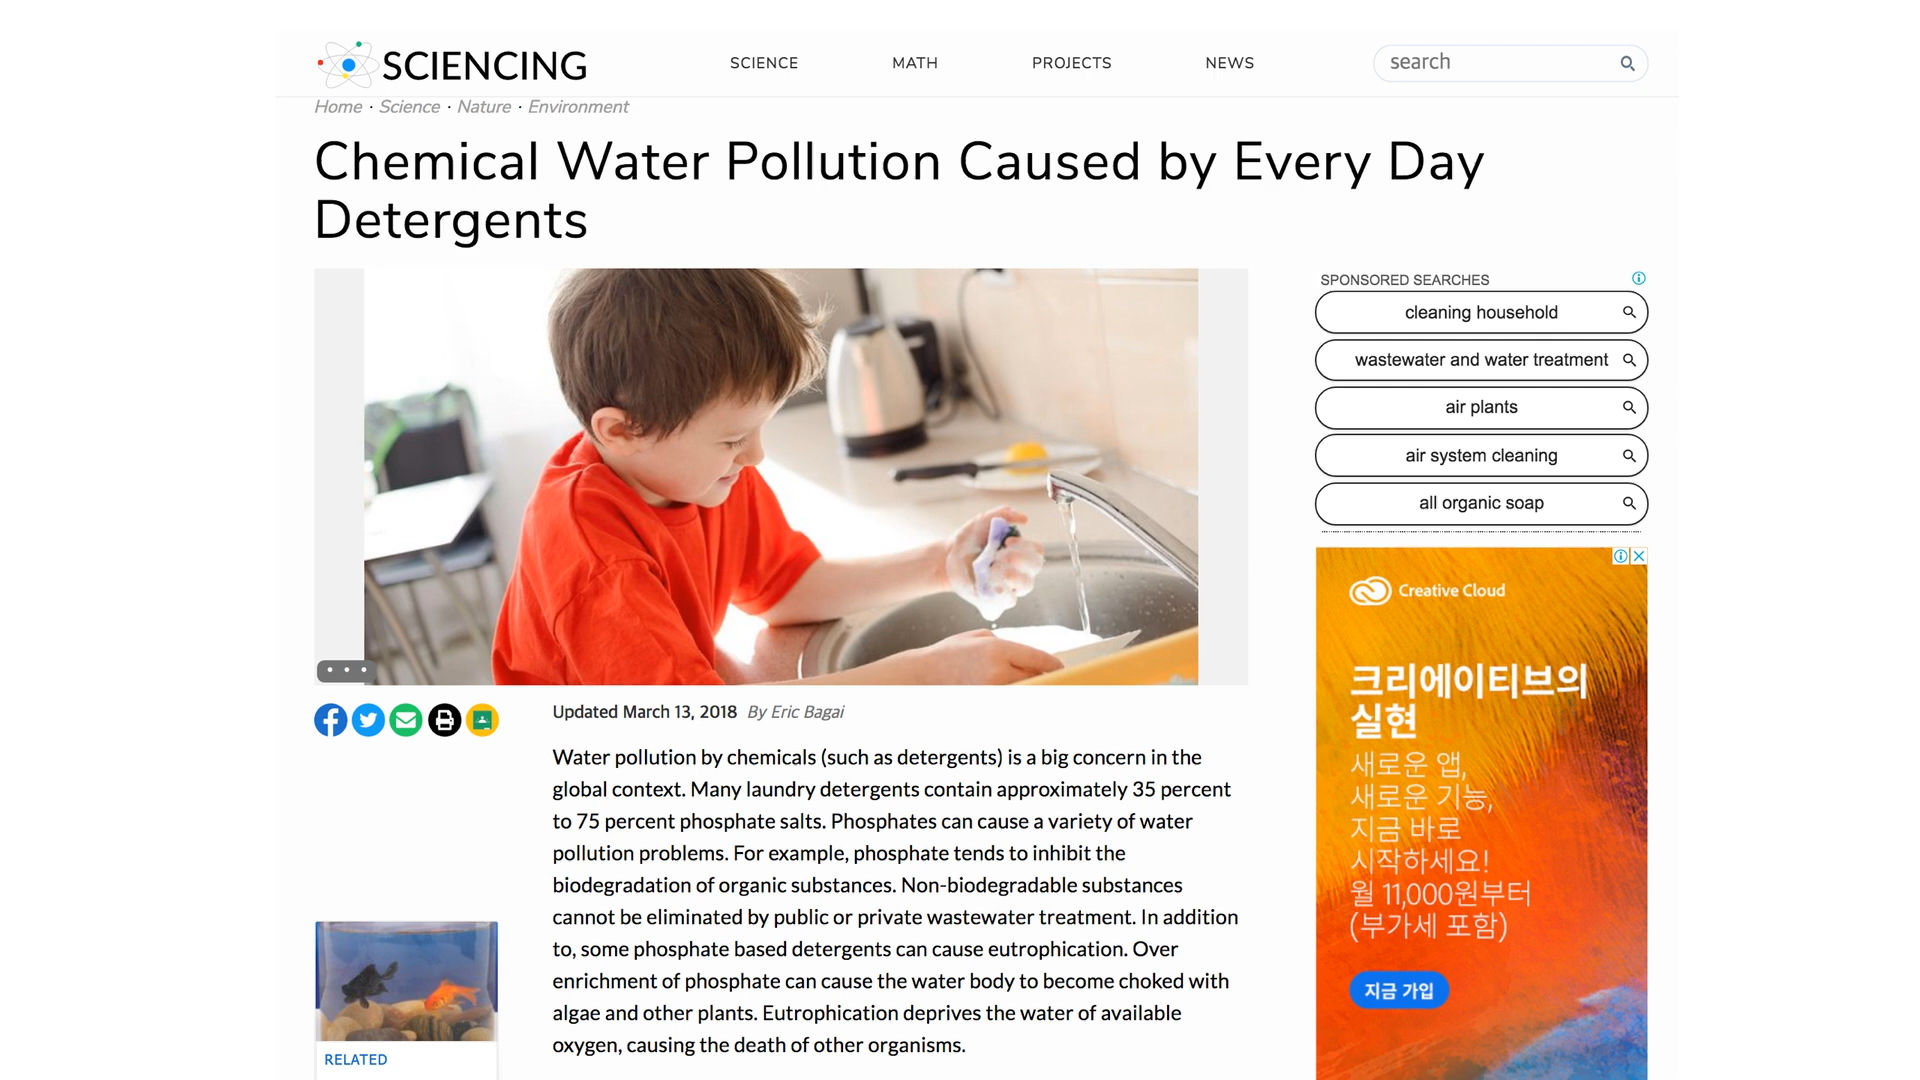 SCIENCING
SCIENCE MATH PROJECTS NEWS
search
Home · Science · Nature · Environment
Chemical Water Pollution Caused by Every Day
Detergents
Updated March 13, 2018 By Eric Bagai
Water pollution by chemicals (such as detergents) is a big concern in the
global context. Many laundry detergents contain approximately 35 percent
to 75 percent phosphate salts. Phosphates can cause a variety of water
pollution problems. For example, phosphate tends to inhibit the
biodegradation of organic substances. Non-biodegradable substances
cannot be eliminated by public or private wastewater treatment. In addition
to, some phosphate based detergents can cause eutrophication. Over
enrichment of phosphate can cause the water body to become choked with
algae and other plants. Eutrophication deprives the water of available
oxygen, causing the death of other organisms.
RELATED
SPONSORED SEARCHES
cleaning household
wastewater and water treatment
air plants
air system cleaning
all organic soap
Creative Cloud
크리에이티브의
실현
새로운 앱,
새로운 기능,
지금 바로
시작하세요!
월 11,000원부터
(부가세 포함)
지금 가입